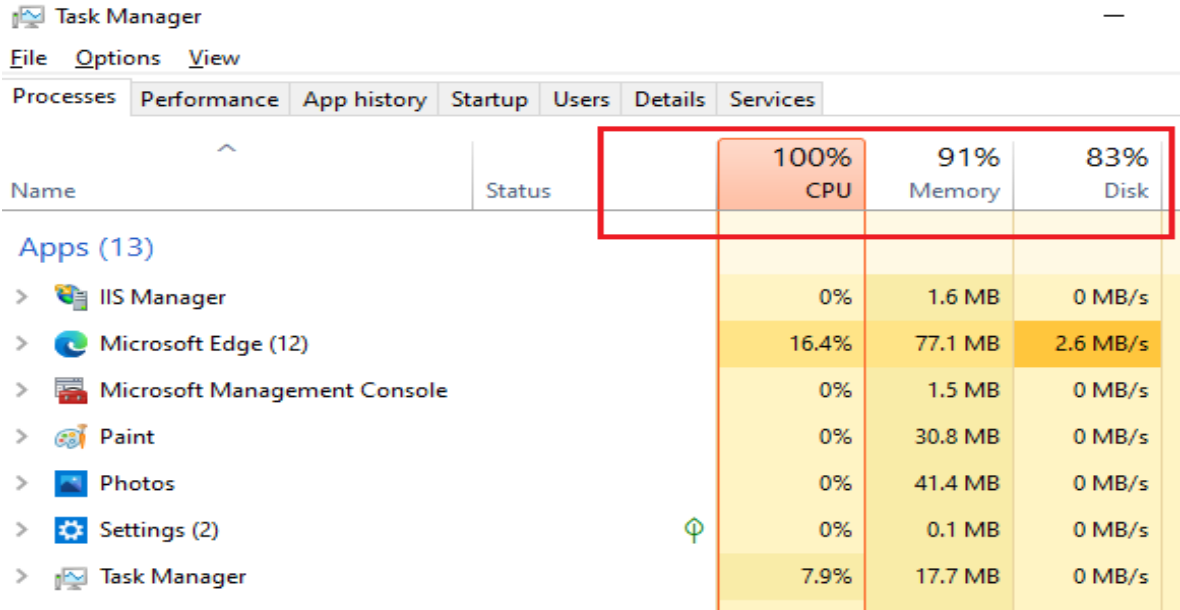 Task Manager
File Options View
Processes Performance App history Startup Users Details Services
100% 91% 83%
Name Status CPU Memory Disk
Apps (13)
IIS Manager 0% 1.6 MB 0 MB/s
Microsoft Edge (12) 16.4% 77.1 MB 2.6 MB/s
Microsoft Management Console 0% 1.5 MB 0 MB/s
Paint 0% 30.8 MB 0 MB/s
Photos 0% 41.4 MB 0 MB/s
Settings (2) 0% 0.1 MB 0 MB/s
Task Manager 7.9% 17.7 MB 0 MB/s